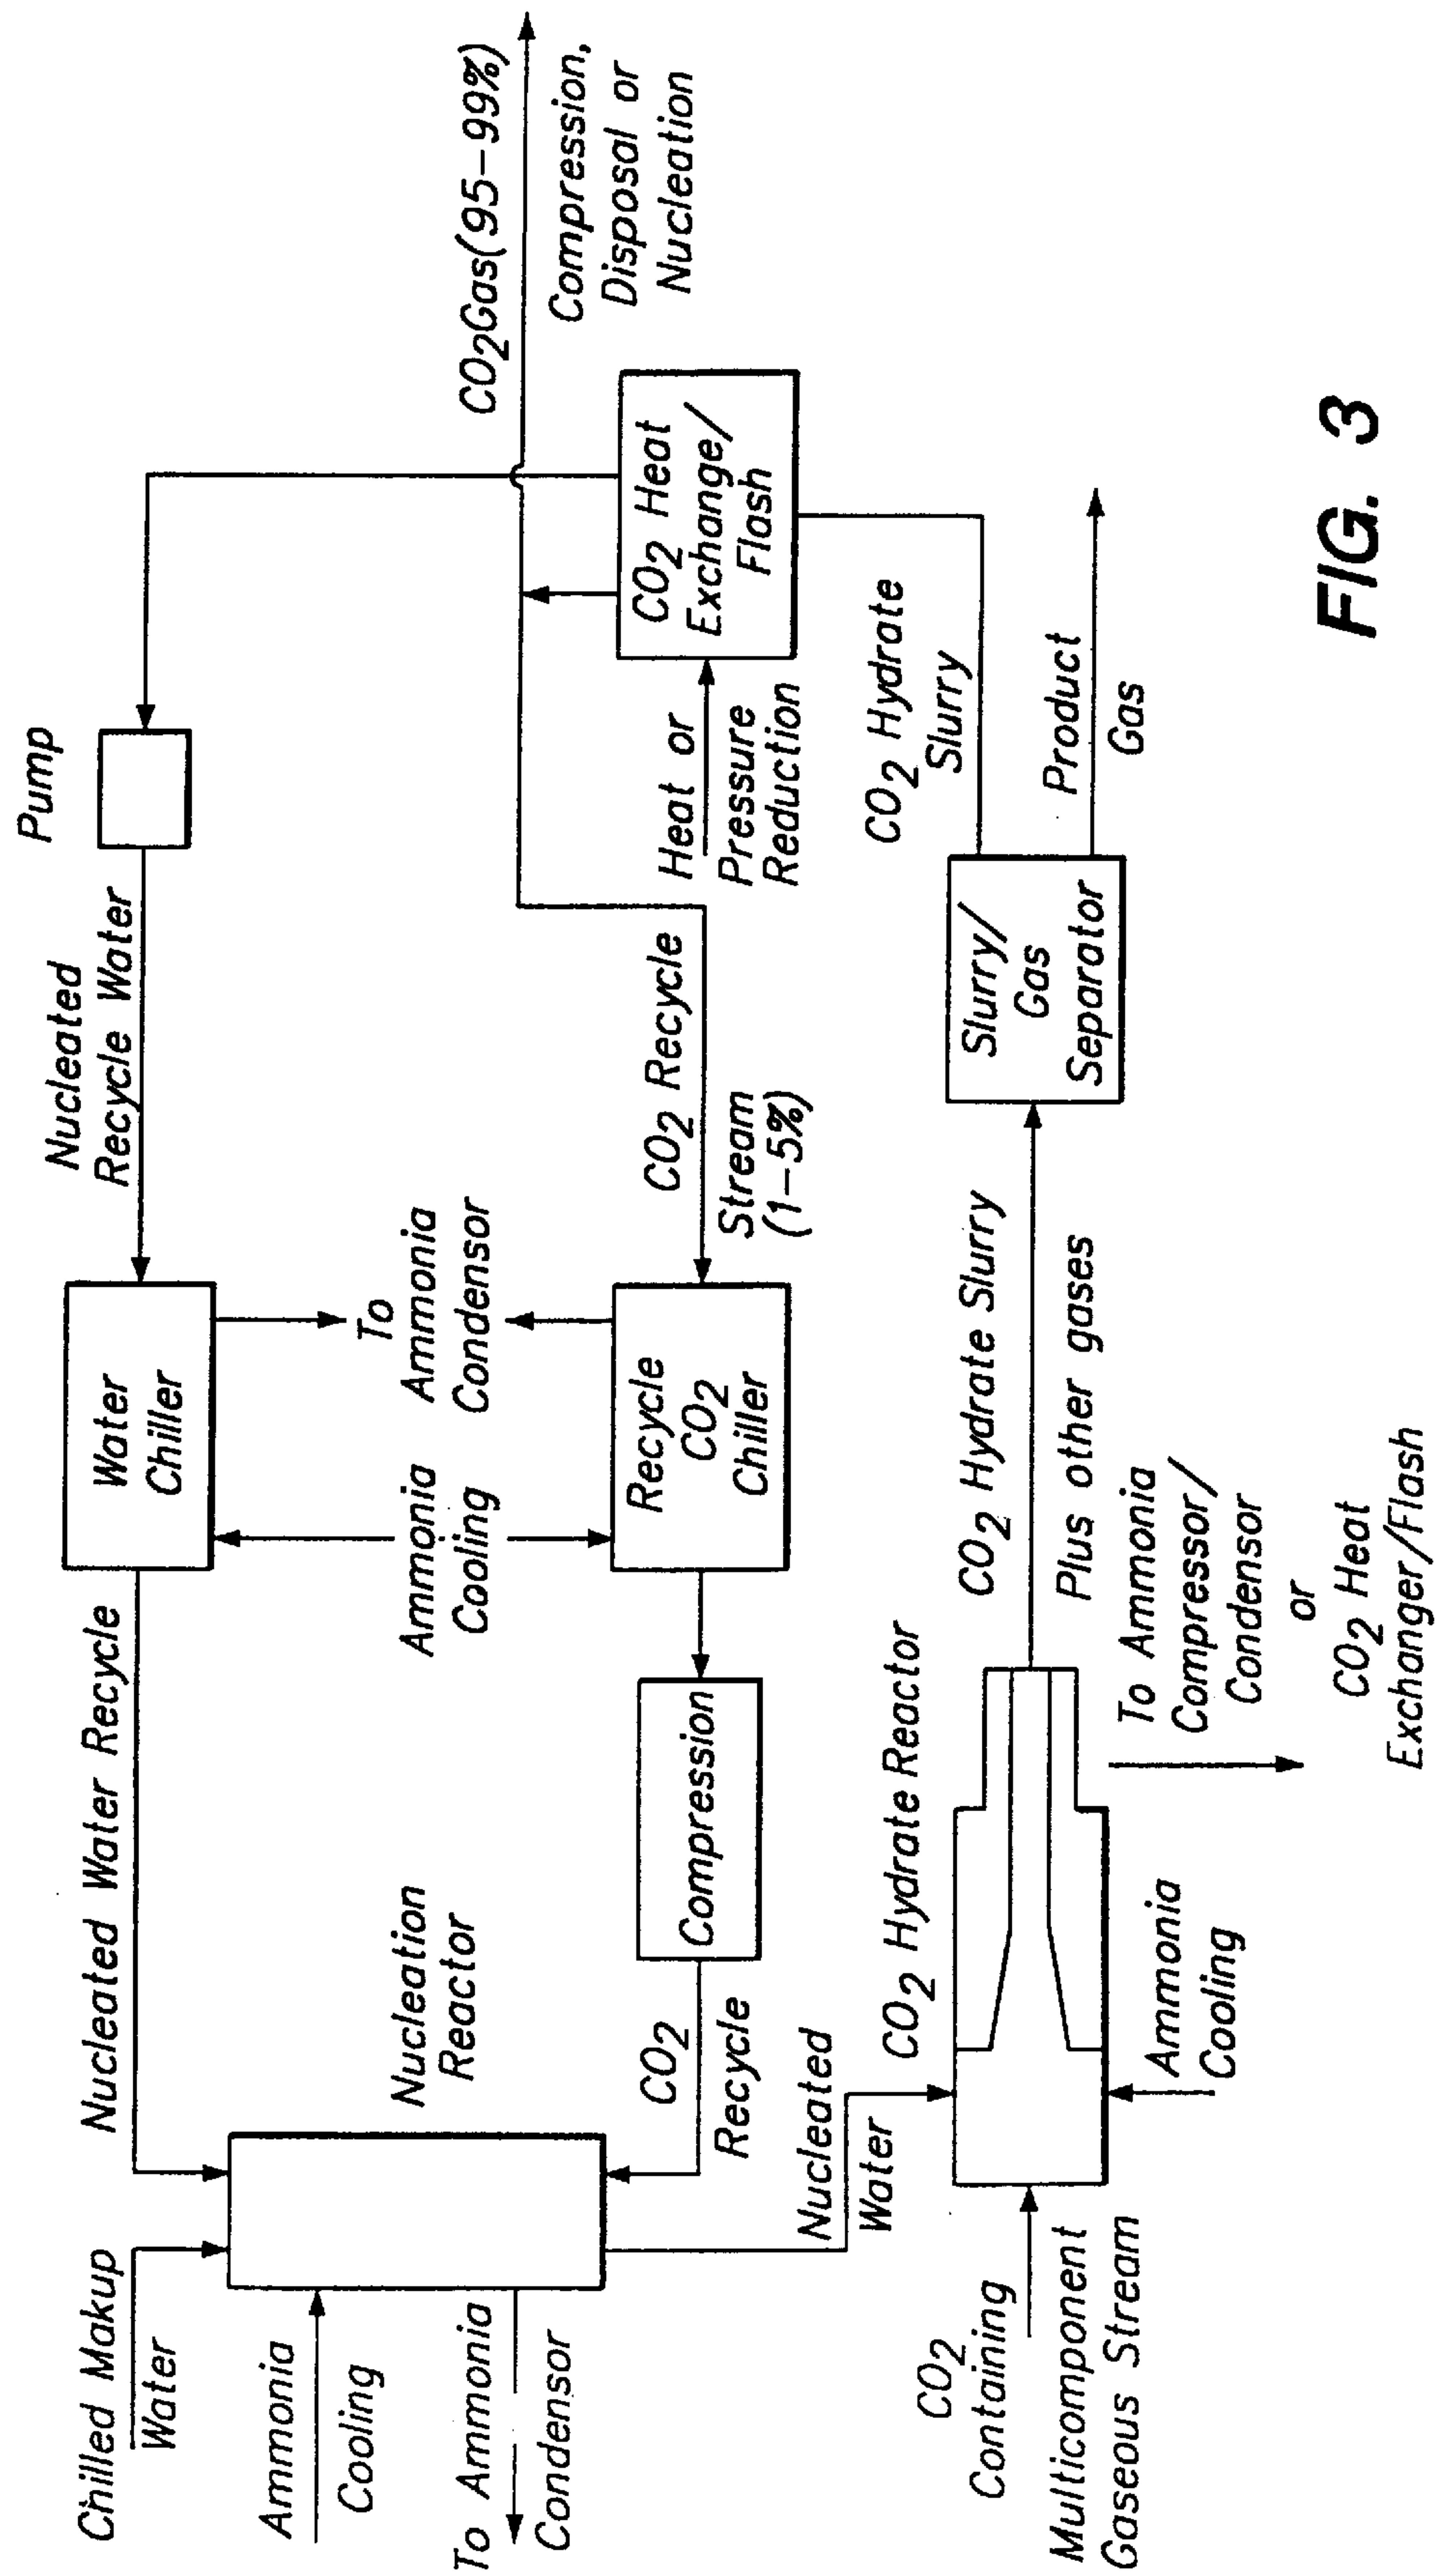 Chilled Makup
Water
Ammonia
Cooling
To Ammonia
Condensor
Nucleated Water Recycle
Nucleation
Reactor
Water
Chiller
Nucleated
Recycle Water
Pump
Ammonia
Cooling
To
Ammonia
Condensor
CO2 Gas(95-99%)
Compression,
Disposal or
Nucleation
CO2
Recycle
Compression
Recycle
CO2
Chiller
CO2 Recycle
Stream
(1-5%)
Heat or
Pressure
Reduction
CO2 Heat
Exchange/
Flash
Nucleated
Water
CO2
Containing
Multicomponent
Gaseous Stream
CO2 Hydrate Reactor
Ammonia
Cooling
To Ammonia
Compressor/
Condensor
or
CO2 Heat
Exchanger/Flash
CO2 Hydrate Slurry
Plus other gases
Slurry/
Gas
Separator
CO2 Hydrate
Slurry
Product
Gas
FIG. 3